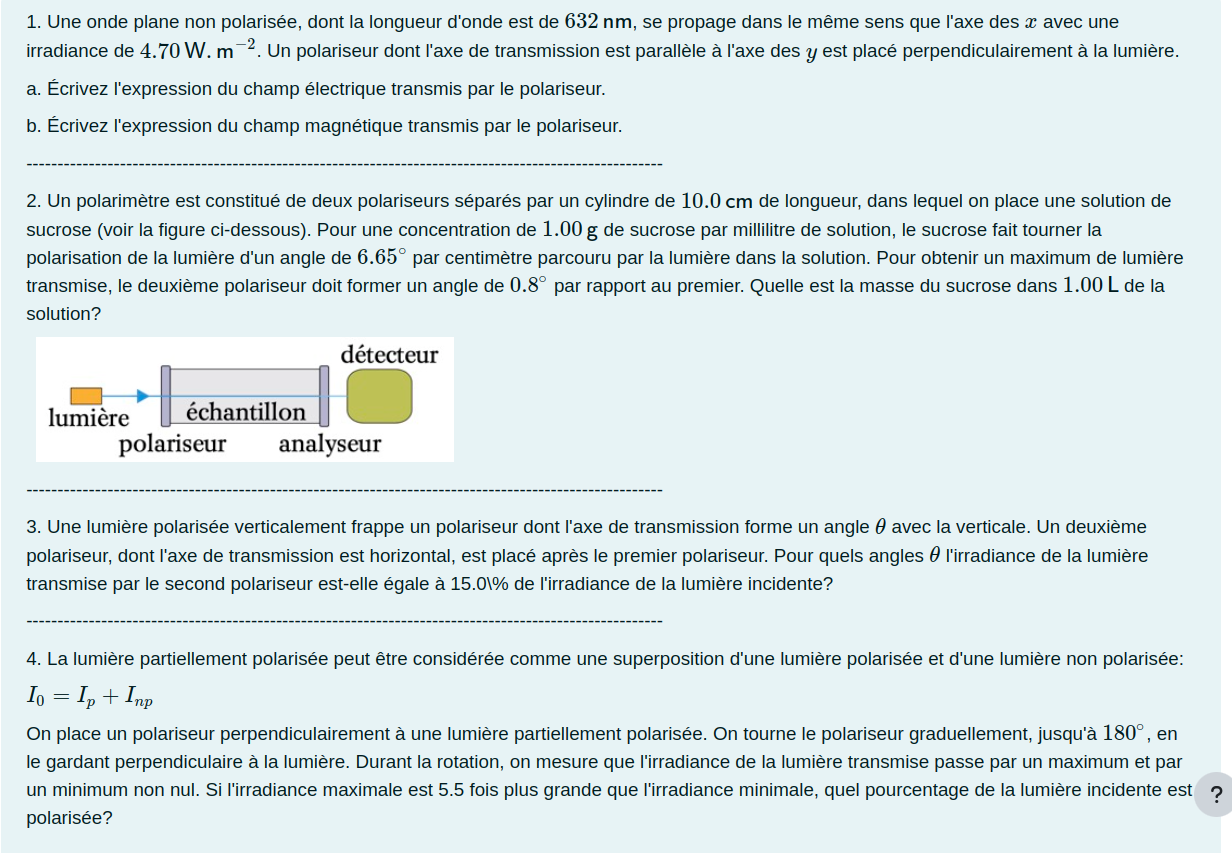 1. Une onde plane non polarisée, dont la longueur d'onde est de 632 nm, se propage dans le même sens que l'axe des x avec une
irradiance de 4.70 W. m⁻². Un polariseur dont l'axe de transmission est parallèle à l'axe des y est placé perpendiculairement à la lumière.
a. Écrivez l'expression du champ électrique transmis par le polariseur.
b. Écrivez l'expression du champ magnétique transmis par le polariseur.
------------------------------------------------------------------------------------------------------
2. Un polarimètre est constitué de deux polariseurs séparés par un cylindre de 10.0 cm de longueur, dans lequel on place une solution de
sucrose (voir la figure ci-dessous). Pour une concentration de 1.00 g de sucrose par millilitre de solution, le sucrose fait tourner la
polarisation de la lumière d'un angle de 6.65° par centimètre parcouru par la lumière dans la solution. Pour obtenir un maximum de lumière
transmise, le deuxième polariseur doit former un angle de 0.8° par rapport au premier. Quelle est la masse du sucrose dans 1.00 L de la
solution?
détecteur
lumière
échantillon
polariseur analyseur
------------------------------------------------------------------------------------------------------
3. Une lumière polarisée verticalement frappe un polariseur dont l'axe de transmission forme un angle θ avec la verticale. Un deuxième
polariseur, dont l'axe de transmission est horizontal, est placé après le premier polariseur. Pour quels angles θ l'irradiance de la lumière
transmise par le second polariseur est-elle égale à 15.0\% de l'irradiance de la lumière incidente?
------------------------------------------------------------------------------------------------------
4. La lumière partiellement polarisée peut être considérée comme une superposition d'une lumière polarisée et d'une lumière non polarisée:
I₀ = Iₚ + Iₙₚ
On place un polariseur perpendiculairement à une lumière partiellement polarisée. On tourne le polariseur graduellement, jusqu'à 180°, en
le gardant perpendiculaire à la lumière. Durant la rotation, on mesure que l'irradiance de la lumière transmise passe par un maximum et par
un minimum non nul. Si l'irradiance maximale est 5.5 fois plus grande que l'irradiance minimale, quel pourcentage de la lumière incidente est
polarisée?
?